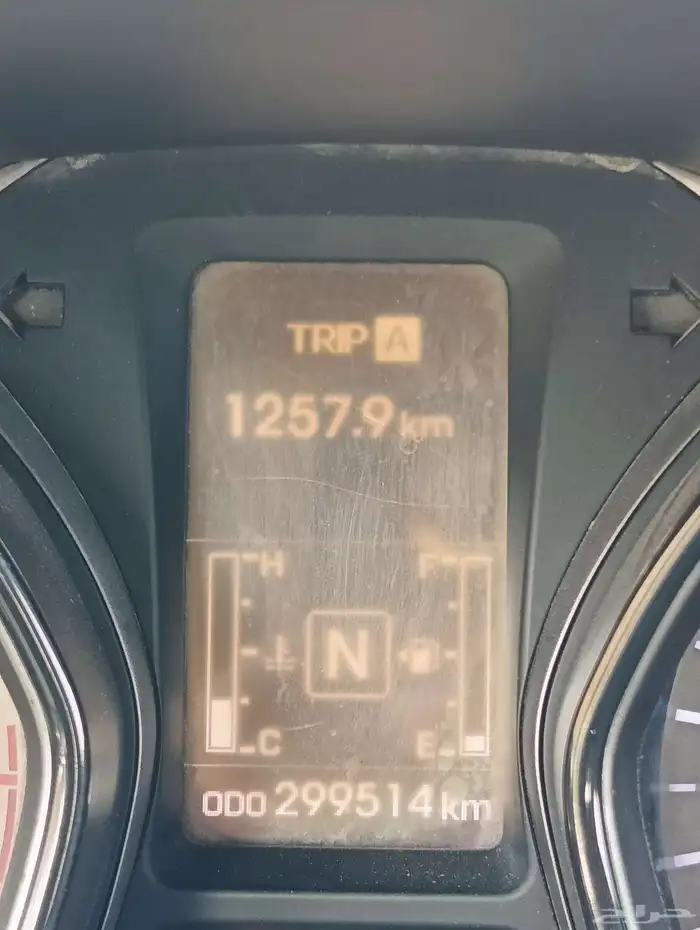 TRIP A
1257.9 km
H F
N
C E
ODO 299514 km
حراج